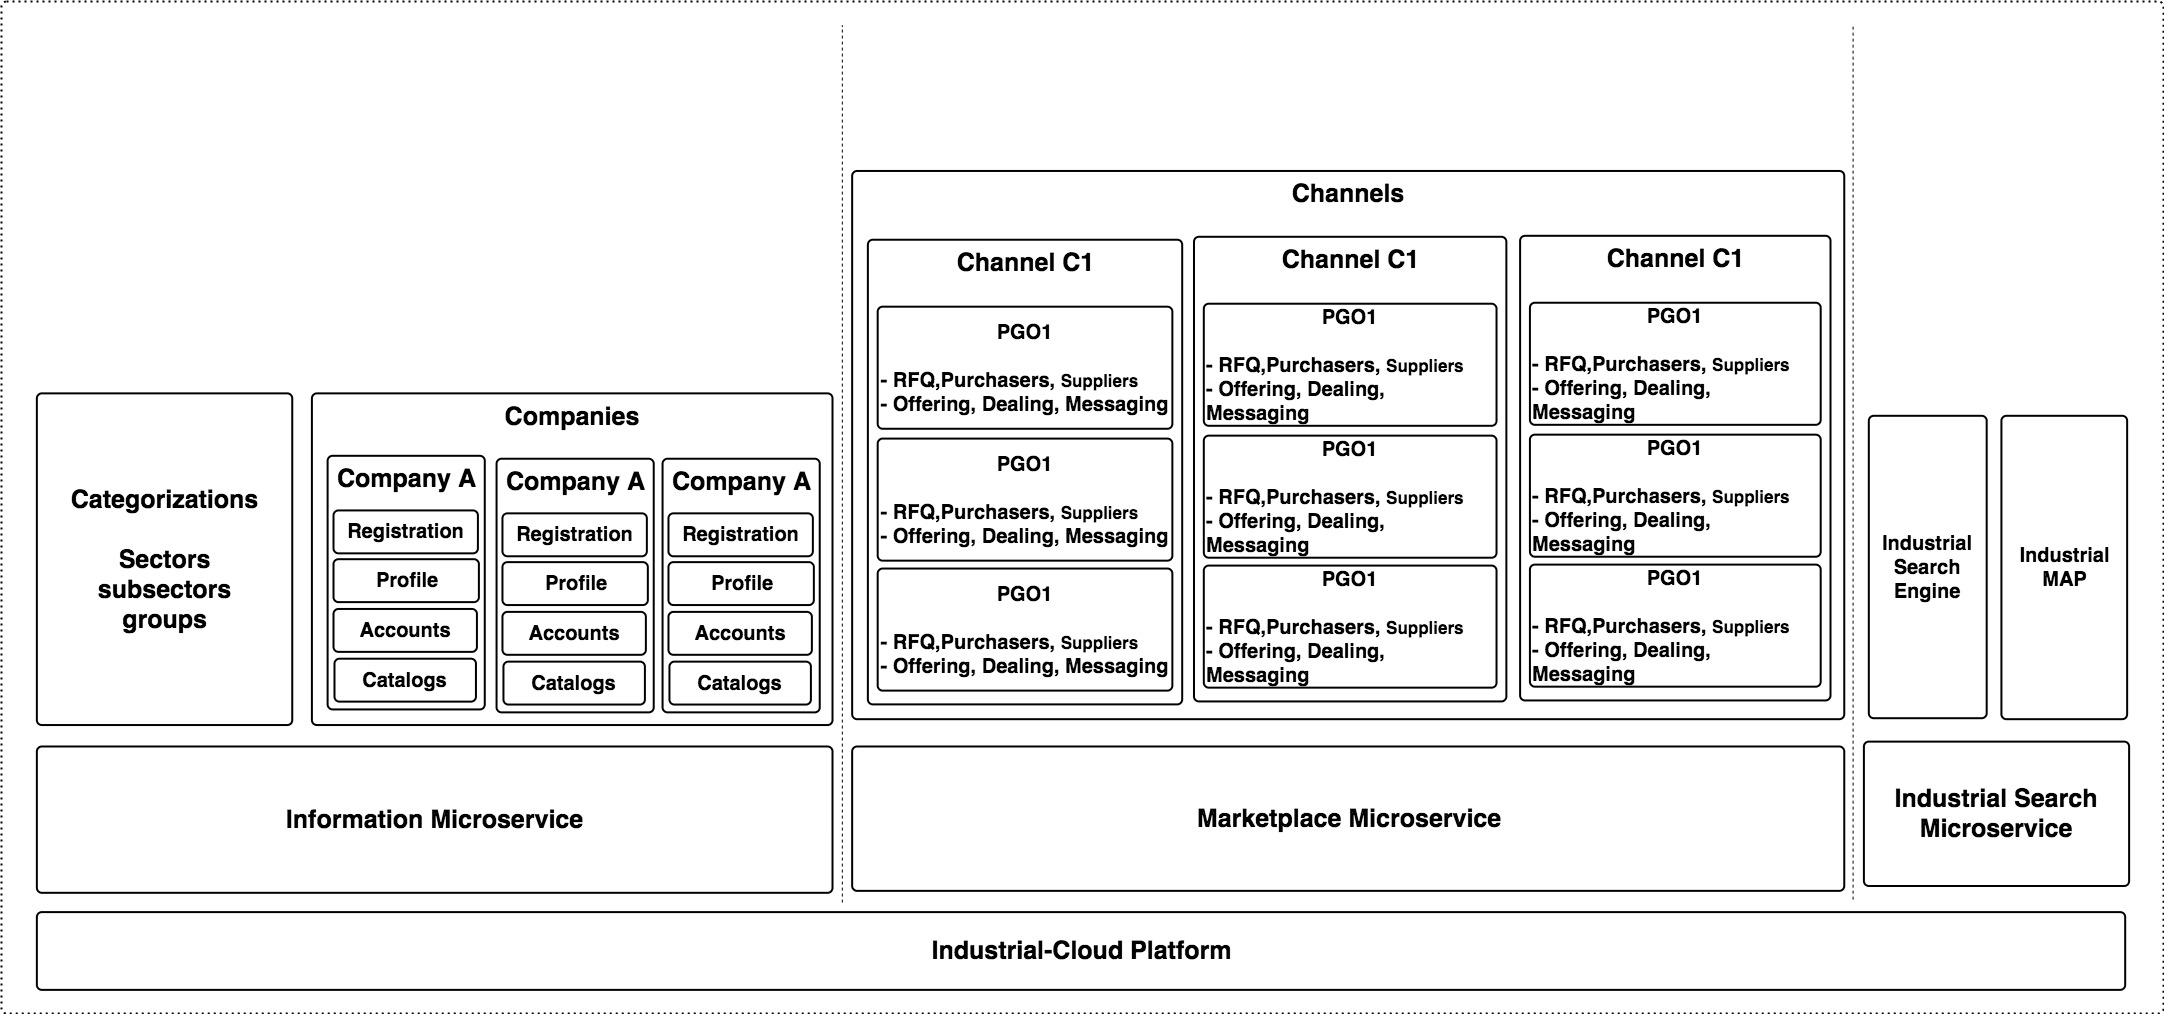 Categorizations
Sectors
subsectors
groups
Companies
Company A
Registration
Profile
Accounts
Catalogs
Company A
Registration
Profile
Accounts
Catalogs
Company A
Registration
Profile
Accounts
Catalogs
Information Microservice
Channels
Channel C1
PGO1
- RFQ,Purchasers, Suppliers
- Offering, Dealing, Messaging
PGO1
- RFQ,Purchasers, Suppliers
- Offering, Dealing, Messaging
PGO1
- RFQ,Purchasers, Suppliers
- Offering, Dealing, Messaging
Channel C1
PGO1
- RFQ,Purchasers, Suppliers
- Offering, Dealing,
Messaging
PGO1
- RFQ,Purchasers, Suppliers
- Offering, Dealing,
Messaging
PGO1
- RFQ,Purchasers, Suppliers
- Offering, Dealing,
Messaging
Channel C1
PGO1
- RFQ,Purchasers, Suppliers
- Offering, Dealing,
Messaging
PGO1
- RFQ,Purchasers, Suppliers
- Offering, Dealing,
Messaging
PGO1
- RFQ,Purchasers, Suppliers
- Offering, Dealing,
Messaging
Marketplace Microservice
Industrial
Search
Engine
Industrial
MAP
Industrial Search
Microservice
Industrial-Cloud Platform